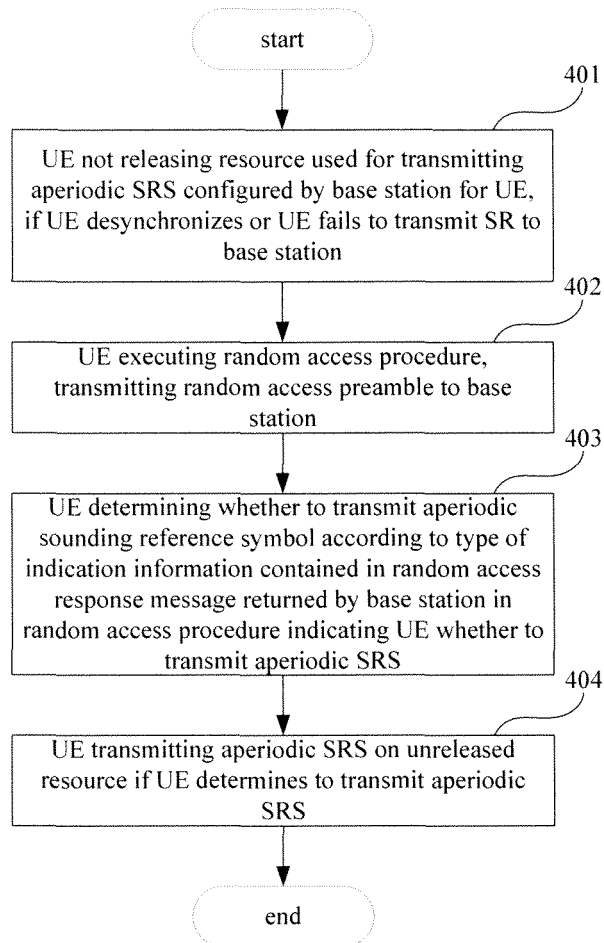 start
401
UE not releasing resource used for transmitting
aperiodic SRS configured by base station for UE,
if UE desynchronizes or UE fails to transmit SR to
base station
402
UE executing random access procedure,
transmitting random access preamble to base
station
403
UE determining whether to transmit aperiodic
sounding reference symbol according to type of
indication information contained in random access
response message returned by base station in
random access procedure indicating UE whether to
transmit aperiodic SRS
404
UE transmitting aperiodic SRS on unreleased
resource if UE determines to transmit aperiodic
SRS
end